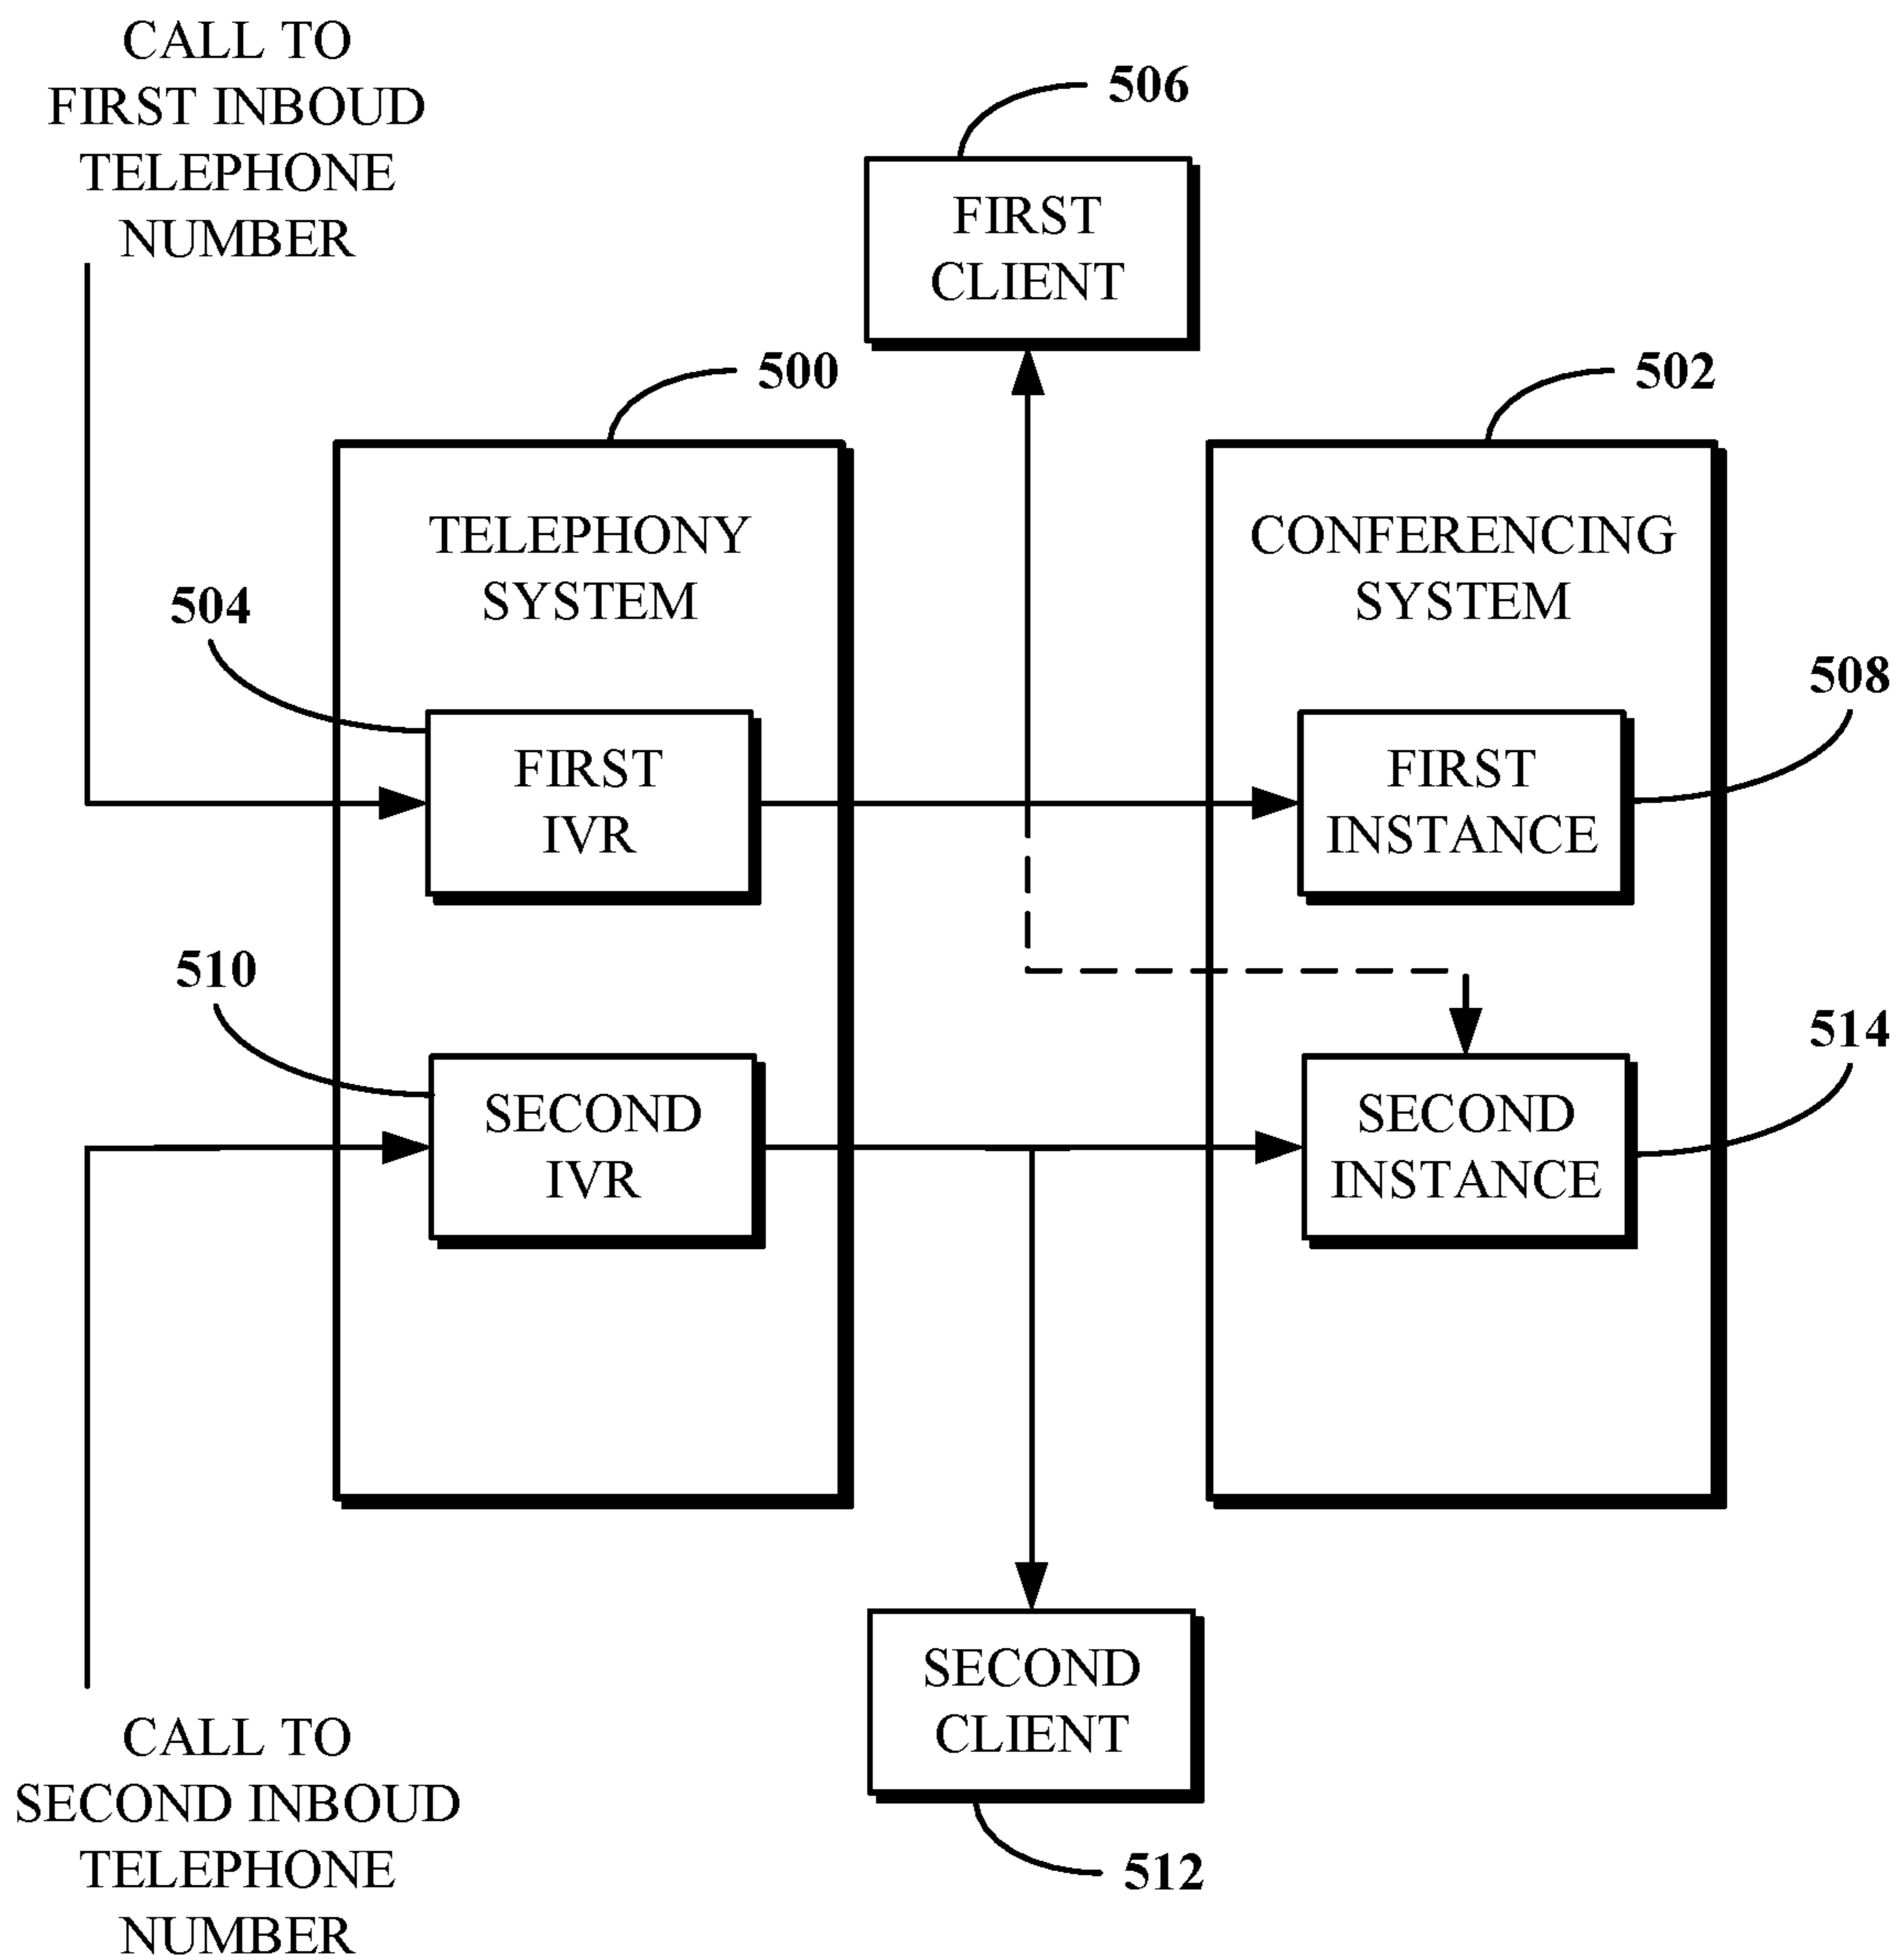 CALL TO
FIRST INBOUD
TELEPHONE
NUMBER
506
FIRST
CLIENT
500
502
TELEPHONY
SYSTEM
CONFERENCING
SYSTEM
504
508
FIRST
IVR
FIRST
INSTANCE
510
514
SECOND
IVR
SECOND
INSTANCE
SECOND
CLIENT
512
CALL TO
SECOND INBOUD
TELEPHONE
NUMBER